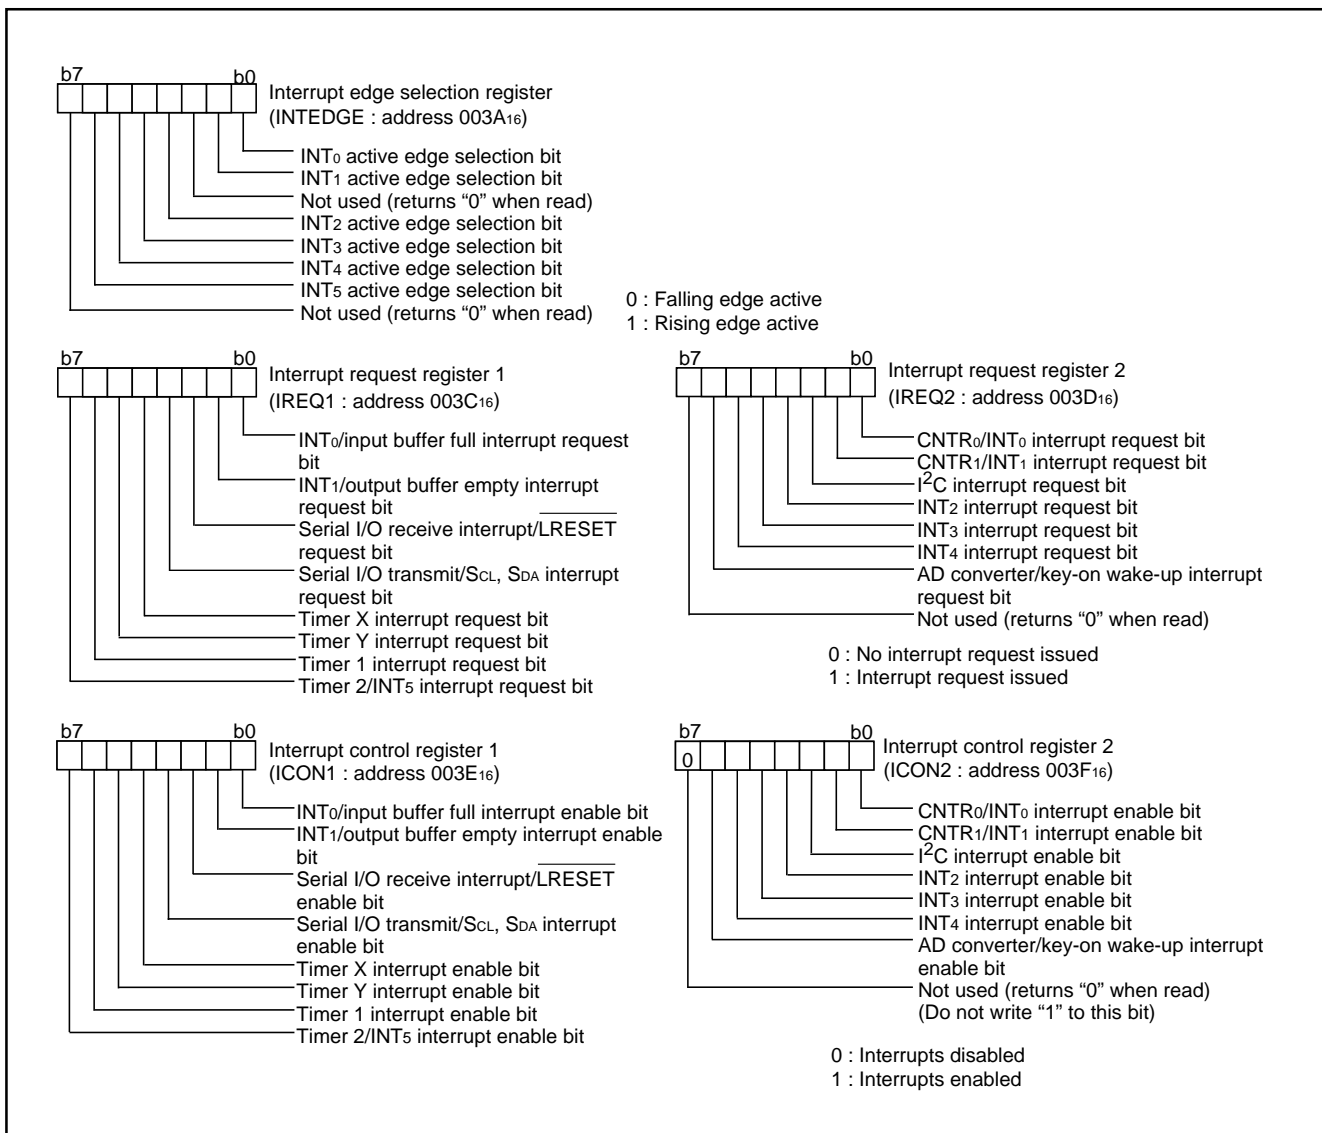 b7 b0
Interrupt edge selection register
(INTEDGE : address 003A16)
INT0 active edge selection bit
INT1 active edge selection bit
Not used (returns “0” when read)
INT2 active edge selection bit
INT3 active edge selection bit
INT4 active edge selection bit
INT5 active edge selection bit
Not used (returns “0” when read)
0 : Falling edge active
1 : Rising edge active
b7 b0
Interrupt request register 1
(IREQ1 : address 003C16)
INT0/input buffer full interrupt request
bit
INT1/output buffer empty interrupt
request bit
Serial I/O receive interrupt/LRESET
request bit
Serial I/O transmit/SCL, SDA interrupt
request bit
Timer X interrupt request bit
Timer Y interrupt request bit
Timer 1 interrupt request bit
Timer 2/INT5 interrupt request bit
b7 b0
Interrupt request register 2
(IREQ2 : address 003D16)
CNTR0/INT0 interrupt request bit
CNTR1/INT1 interrupt request bit
I2C interrupt request bit
INT2 interrupt request bit
INT3 interrupt request bit
INT4 interrupt request bit
AD converter/key-on wake-up interrupt
request bit
Not used (returns “0” when read)
0 : No interrupt request issued
1 : Interrupt request issued
b7 b0
Interrupt control register 1
(ICON1 : address 003E16)
INT0/input buffer full interrupt enable bit
INT1/output buffer empty interrupt enable
bit
Serial I/O receive interrupt/LRESET
enable bit
Serial I/O transmit/SCL, SDA interrupt
enable bit
Timer X interrupt enable bit
Timer Y interrupt enable bit
Timer 1 interrupt enable bit
Timer 2/INT5 interrupt enable bit
b7 b0
0
Interrupt control register 2
(ICON2 : address 003F16)
CNTR0/INT0 interrupt enable bit
CNTR1/INT1 interrupt enable bit
I2C interrupt enable bit
INT2 interrupt enable bit
INT3 interrupt enable bit
INT4 interrupt enable bit
AD converter/key-on wake-up interrupt
enable bit
Not used (returns “0” when read)
(Do not write “1” to this bit)
0 : Interrupts disabled
1 : Interrupts enabled